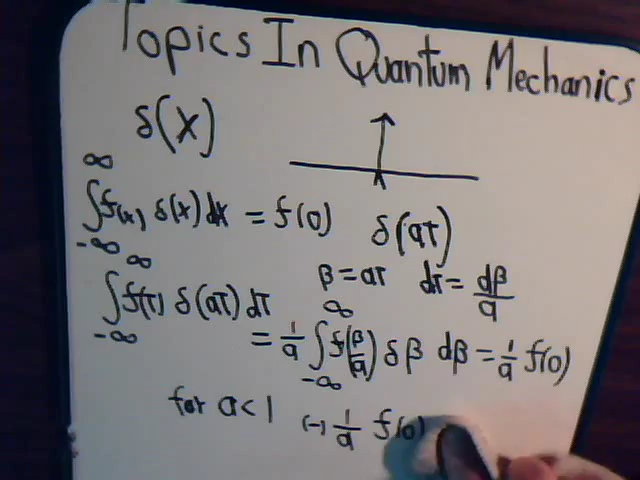 Topics In Quantum Mechanics
δ(x)
∞
∫f(x) δ(x)dx = f(0)
-∞
δ(aτ)
β=aτ dτ = dβ/a
∞
∫f(τ) δ(aτ)dτ
-∞
∞
= 1/a ∫f(β/a) δβ dβ = 1/a f(0)
-∞
for a<1 (-) 1/a f(0)